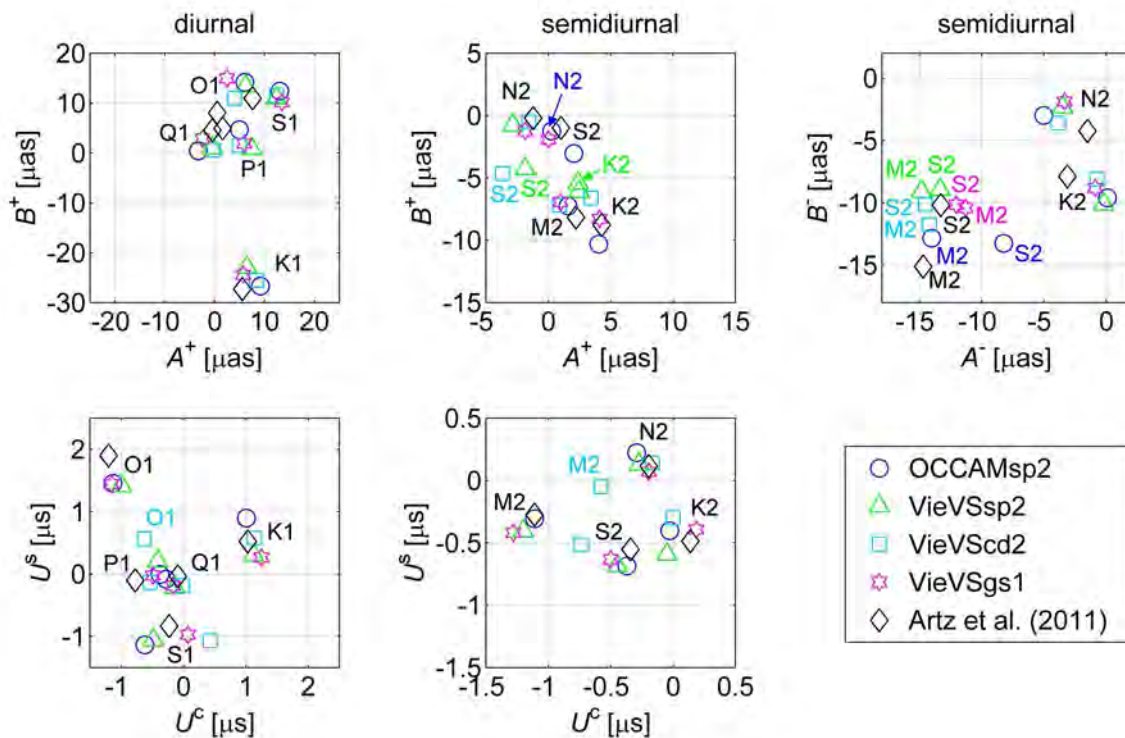 diurnal
semidiurnal
semidiurnal
20
10
0
-10
-20
-30
B⁺ [µas]
O1
Q1
S1
P1
K1
-20 -10 0 10 20
A⁺ [µas]
5
0
-5
-10
-15
B⁺ [µas]
N2
N2
S2
K2
S2
S2
M2
K2
-5 0 5 10 15
A⁺ [µas]
0
-5
-10
-15
B⁻ [µas]
N2
M2 S2
S2
K2
S2
M2
S2
M2
M2
S2
M2
-15 -10 -5 0
A⁻ [µas]
2
1
0
-1
Uˢ [µs]
O1
O1
K1
P1
Q1
S1
-1 0 1 2
Uᶜ [µs]
0.5
0
-0.5
-1
-1.5
Uˢ [µs]
N2
M2
M2
K2
S2
-1 -0.5 0 0.5
Uᶜ [µs]
OCCAMsp2
VieVSsp2
VieVScd2
VieVSgs1
Artz et al. (2011)